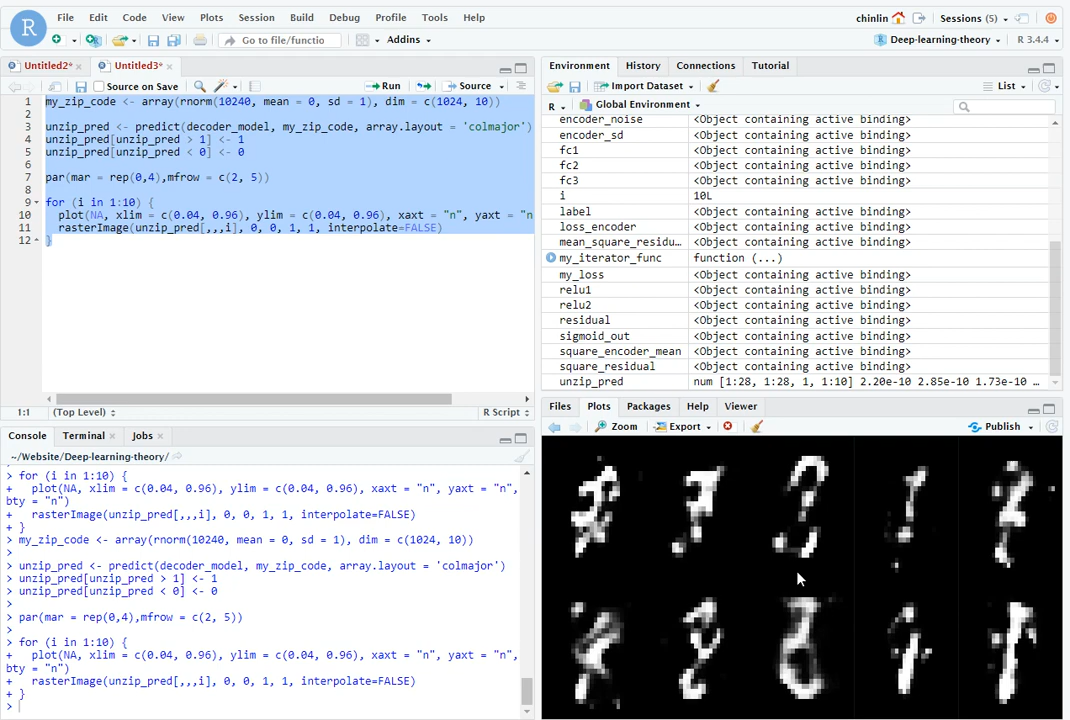 File Edit Code View Plots Session Build Debug Profile Tools Help
chinlin Sessions (5)
R
Go to file/functio Addins
Deep-learning-theory R 3.4.4
Untitled2* Untitled3*
Source on Save Run Source
1 my_zip_code <- array(rnorm(10240, mean = 0, sd = 1), dim = c(1024, 10))
2
3 unzip_pred <- predict(decoder_model, my_zip_code, array.layout = 'colmajor')
4 unzip_pred[unzip_pred > 1] <- 1
5 unzip_pred[unzip_pred < 0] <- 0
6
7 par(mar = rep(0,4),mfrow = c(2, 5))
8
9 for (i in 1:10) {
10 plot(NA, xlim = c(0.04, 0.96), ylim = c(0.04, 0.96), xaxt = "n", yaxt = "n
11 rasterImage(unzip_pred[,,,i], 0, 0, 1, 1, interpolate=FALSE)
12 }
1:1 (Top Level) R Script
Console Terminal Jobs
~/Website/Deep-learning-theory/
> for (i in 1:10) {
+ plot(NA, xlim = c(0.04, 0.96), ylim = c(0.04, 0.96), xaxt = "n", yaxt = "n",
bty = "n")
+ rasterImage(unzip_pred[,,,i], 0, 0, 1, 1, interpolate=FALSE)
+ }
> my_zip_code <- array(rnorm(10240, mean = 0, sd = 1), dim = c(1024, 10))
>
> unzip_pred <- predict(decoder_model, my_zip_code, array.layout = 'colmajor')
> unzip_pred[unzip_pred > 1] <- 1
> unzip_pred[unzip_pred < 0] <- 0
>
> par(mar = rep(0,4),mfrow = c(2, 5))
>
> for (i in 1:10) {
+ plot(NA, xlim = c(0.04, 0.96), ylim = c(0.04, 0.96), xaxt = "n", yaxt = "n",
bty = "n")
+ rasterImage(unzip_pred[,,,i], 0, 0, 1, 1, interpolate=FALSE)
+ }
>
Environment History Connections Tutorial
Import Dataset List
R Global Environment
encoder_noise <Object containing active binding>
encoder_sd <Object containing active binding>
fc1 <Object containing active binding>
fc2 <Object containing active binding>
fc3 <Object containing active binding>
i 10L
label <Object containing active binding>
loss_encoder <Object containing active binding>
mean_square_residu… <Object containing active binding>
my_iterator_func function (...)
my_loss <Object containing active binding>
relu1 <Object containing active binding>
relu2 <Object containing active binding>
residual <Object containing active binding>
sigmoid_out <Object containing active binding>
square_encoder_mean <Object containing active binding>
square_residual <Object containing active binding>
unzip_pred num [1:28, 1:28, 1, 1:10] 2.20e-10 2.85e-10 1.73e-10 …
Files Plots Packages Help Viewer
Zoom Export Publish